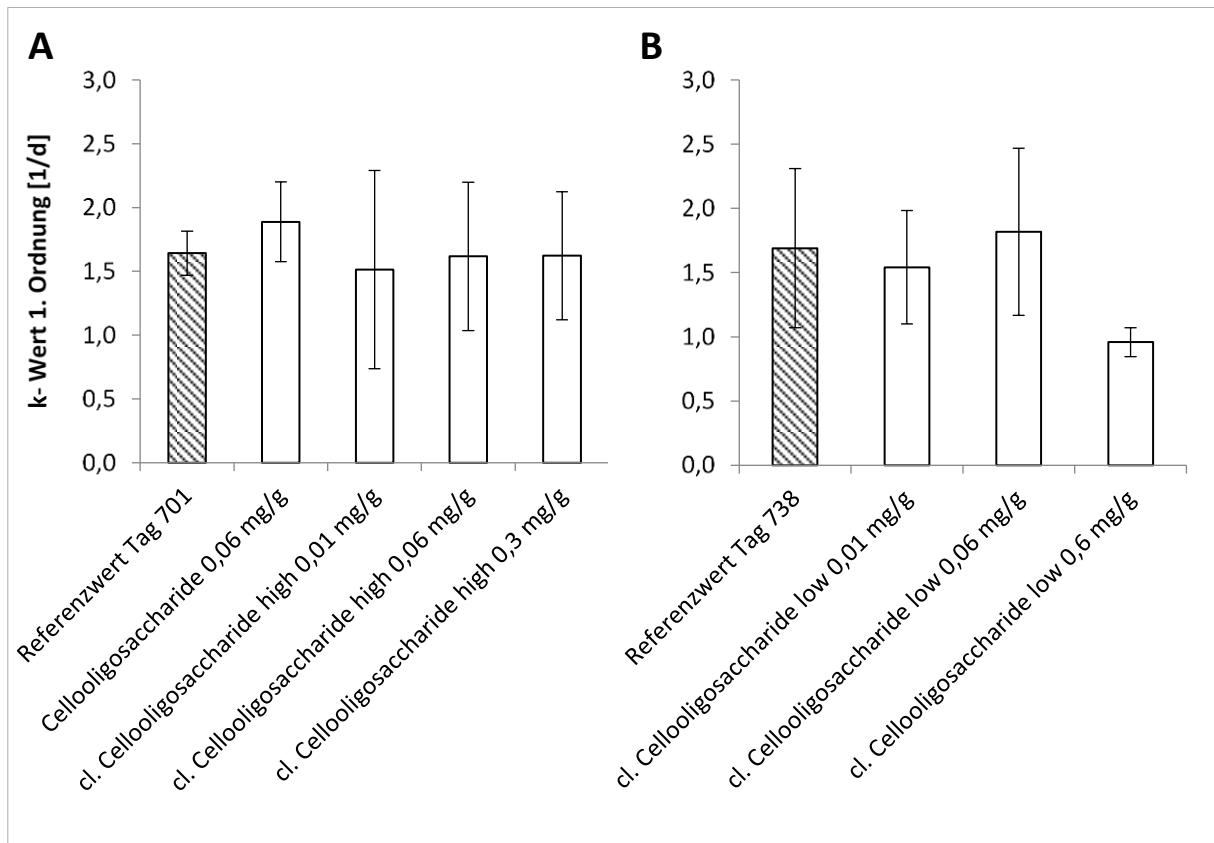 A
k- Wert 1. Ordnung [1/d]
3,0
2,5
2,0
1,5
1,0
0,5
0,0
Referenzwert Tag 701
Cellooligosaccharide 0,06 mg/g
cl. Cellooligosaccharide high 0,01 mg/g
cl. Cellooligosaccharide high 0,06 mg/g
cl. Cellooligosaccharide high 0,3 mg/g
B
3,0
2,5
2,0
1,5
1,0
0,5
0,0
Referenzwert Tag 738
cl. Cellooligosaccharide low 0,01 mg/g
cl. Cellooligosaccharide low 0,06 mg/g
cl. Cellooligosaccharide low 0,6 mg/g